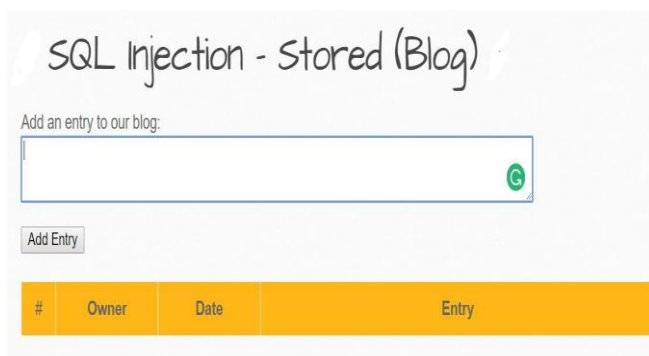 SQL Injection - Stored (Blog)
Add an entry to our blog:
G
Add Entry
# Owner Date Entry